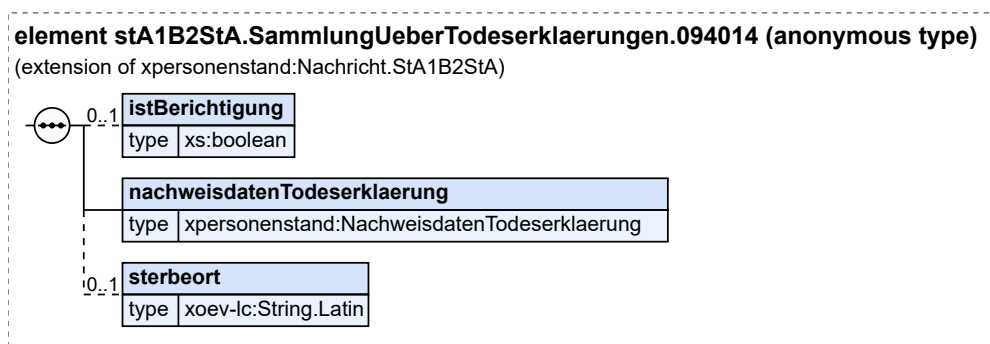 element stA1B2StA.SammlungUeberTodeserklaerungen.094014 (anonymous type)
(extension of xpersonenstand:Nachricht.StA1B2StA)
0..1 istBerichtigung
type xs:boolean
nachweisdatenTodeserklaerung
type xpersonenstand:NachweisdatenTodeserklaerung
0..1 sterbeort
type xoev-lc:String.Latin